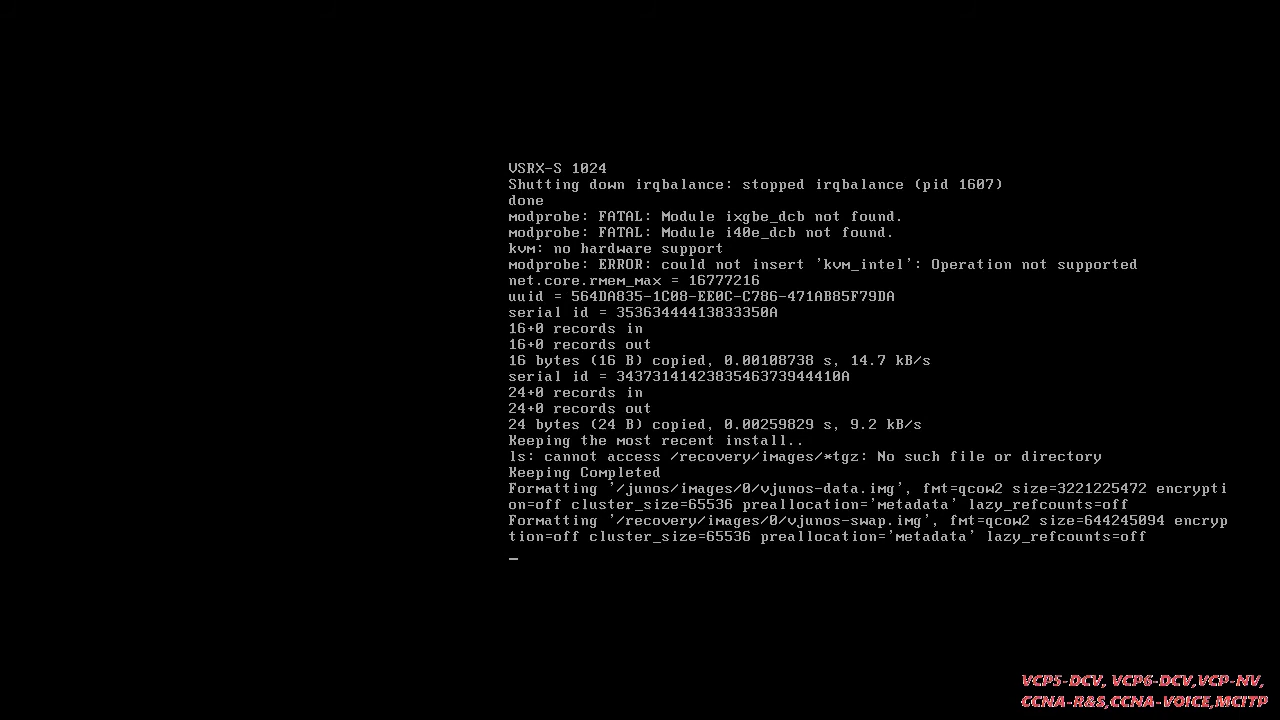 VSRX-S 1024
Shutting down irqbalance: stopped irqbalance (pid 1607)
done
modprobe: FATAL: Module ixgbe_dcb not found.
modprobe: FATAL: Module i40e_dcb not found.
kvm: no hardware support
modprobe: ERROR: could not insert 'kvm_intel': Operation not supported
net.core.rmem_max = 16777216
uuid = 564DA835-1C08-EE0C-C786-471AB85F79DA
serial id = 35363444413833350A
16+0 records in
16+0 records out
16 bytes (16 B) copied, 0.00108738 s, 14.7 kB/s
serial id = 34373141423835463739444410A
24+0 records in
24+0 records out
24 bytes (24 B) copied, 0.00259829 s, 9.2 kB/s
Keeping the most recent install..
ls: cannot access /recovery/images/*tgz: No such file or directory
Keeping Completed
Formatting '/junos/images/0/vjunos-data.img', fmt=qcow2 size=3221225472 encrypti
on=off cluster_size=65536 preallocation='metadata' lazy_refcounts=off
Formatting '/recovery/images/0/vjunos-swap.img', fmt=qcow2 size=644245094 encryp
tion=off cluster_size=65536 preallocation='metadata' lazy_refcounts=off
VCP5-DCV, VCP6-DCV,VCP-NV,
CCNA-R&S,CCNA-VOICE,MCITP